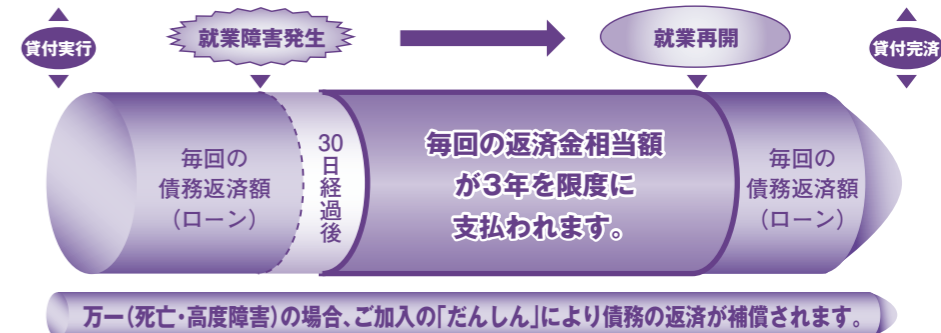 貸付実行
就業障害発生
就業再開
貸付完済
毎回の
債務返済額
(ローン)
30日経過後
毎回の返済金相当額
が3年を限度に
支払われます。
毎回の
債務返済額
(ローン)
万一(死亡・高度障害)の場合、ご加入の「だんしん」により債務の返済が補償されます。